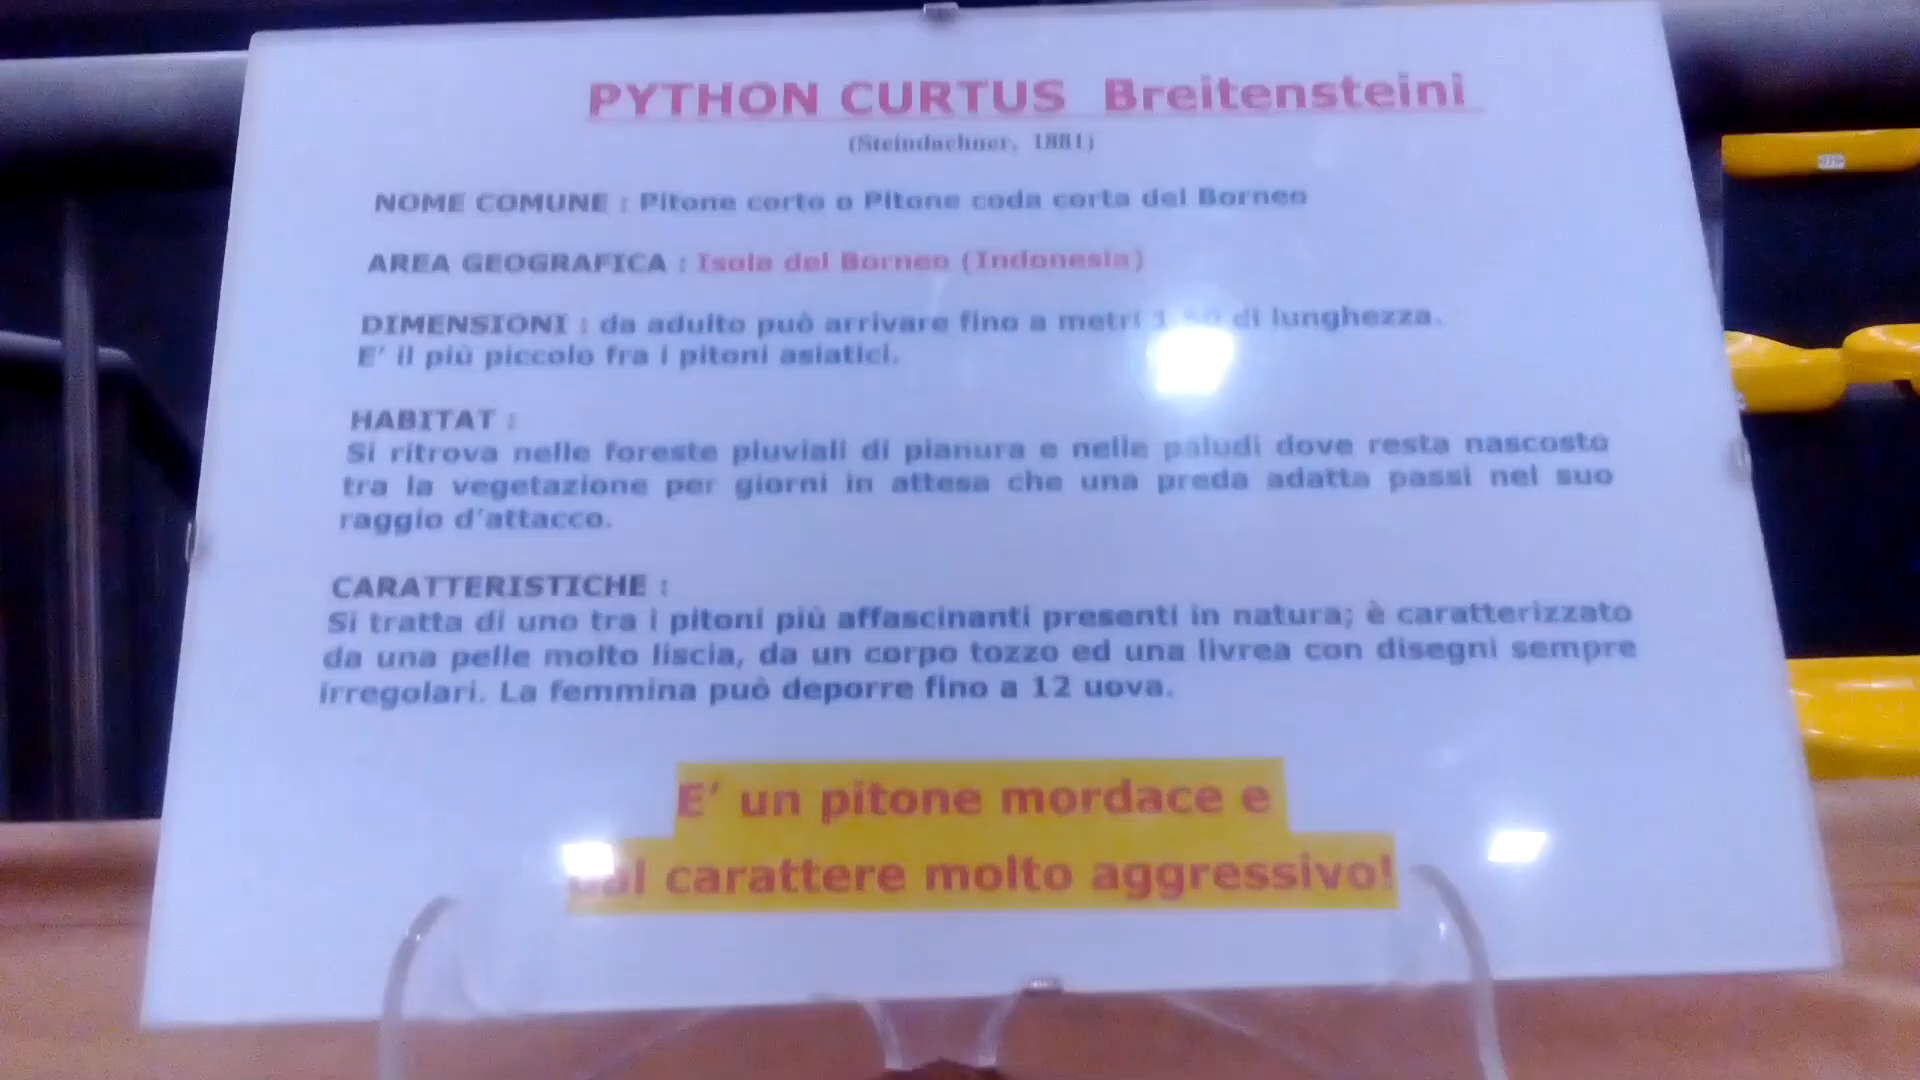 PYTHON CURTUS Breitensteini
(Steindachner, 1881)
NOME COMUNE : Pitone corto o Pitone coda corta del Borneo
AREA GEOGRAFICA : Isola del Borneo (Indonesia)
DIMENSIONI : da adulto può arrivare fino a metri di lunghezza.
E' il più piccolo fra i pitoni asiatici.
HABITAT :
Si ritrova nelle foreste pluviali di pianura e nelle paludi dove resta nascosto
tra la vegetazione per giorni in attesa che una preda adatta passi nel suo
raggio d'attacco.
CARATTERISTICHE :
Si tratta di uno tra i pitoni più affascinanti presenti in natura; è caratterizzato
da una pelle molto liscia, da un corpo tozzo ed una livrea con disegni sempre
irregolari. La femmina può deporre fino a 12 uova.
E' un pitone mordace e
dal carattere molto aggressivo!